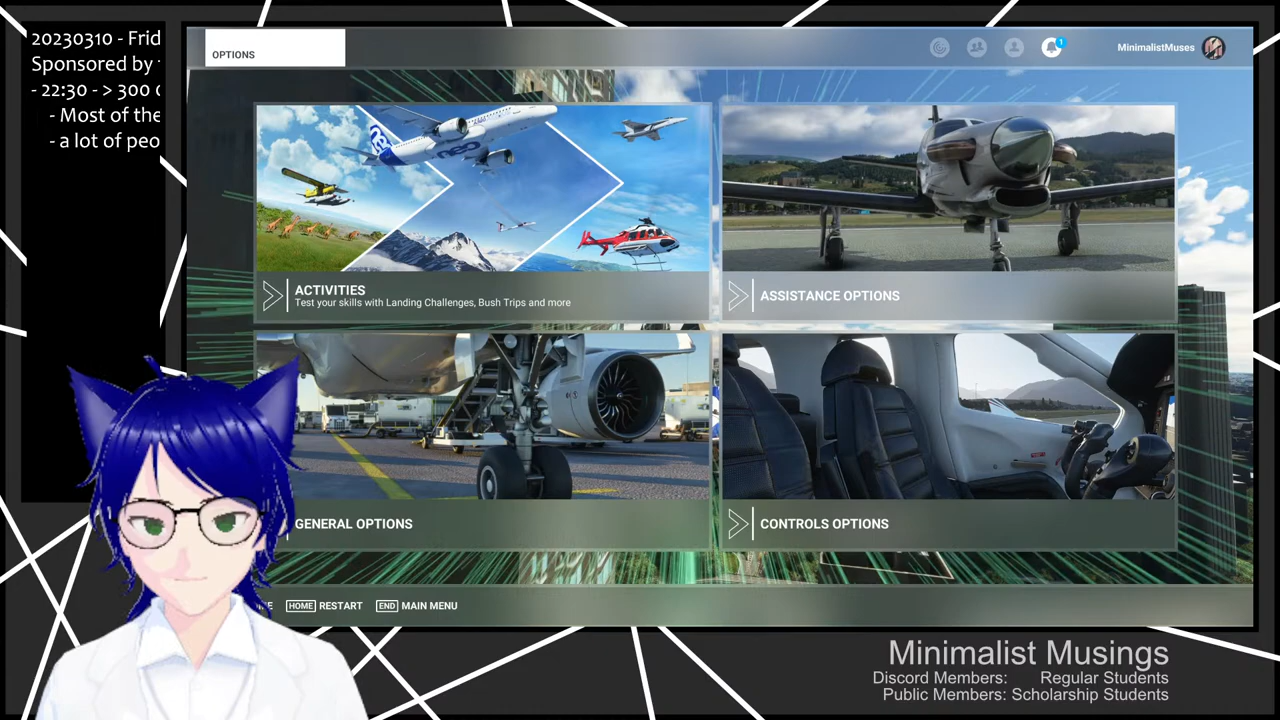 20230310 - Frid
Sponsored by
- 22:30 - > 300
- Most of the
- a lot of peo
OPTIONS
1
MinimalistMuses
neo
ACTIVITIES
Test your skills with Landing Challenges, Bush Trips and more
ASSISTANCE OPTIONS
GENERAL OPTIONS
CONTROLS OPTIONS
HOME RESTART END MAIN MENU
Minimalist Musings
Discord Members: Regular Students
Public Members: Scholarship Students